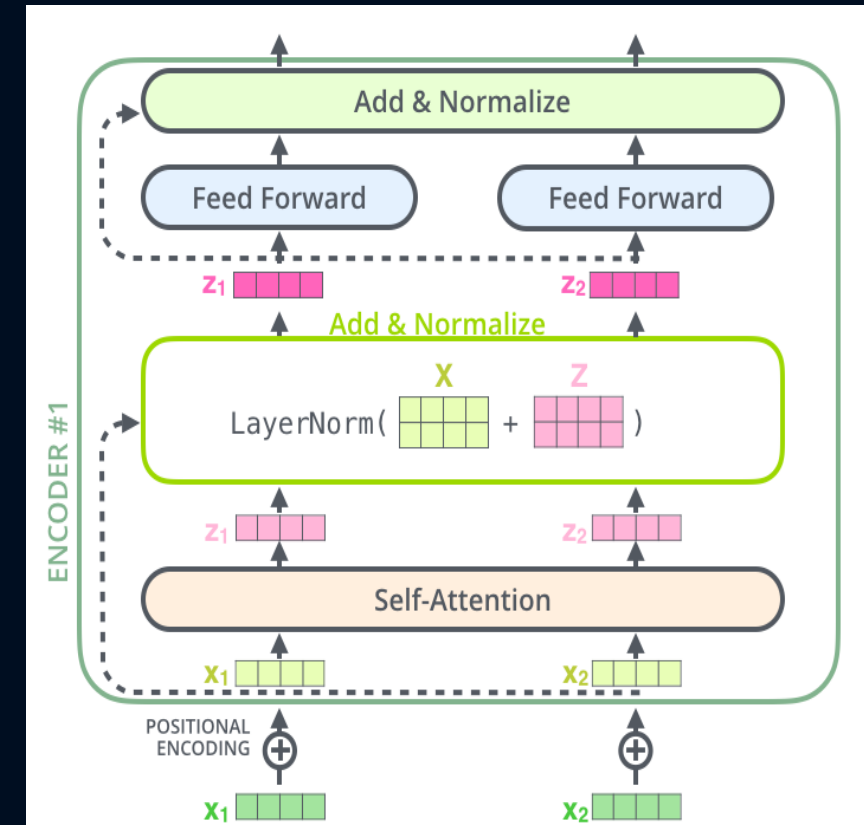 Add & Normalize
Feed Forward Feed Forward
z1 z2
Add & Normalize
X Z
LayerNorm( + )
ENCODER #1
z1 z2
Self-Attention
x1 x2
POSITIONAL
ENCODING
x1 x2